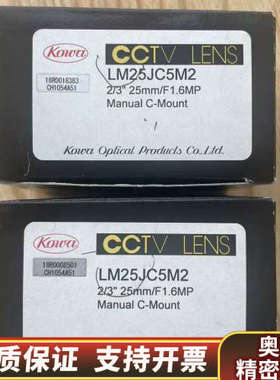 Kowa
CCTV LENS
18R0018383
CH1054A51
LM25JC5M2
2/3" 25mm/F1.6MP
Manual C-Mount
Kowa Optical Products Co., Ltd.
Kowa
CCTV LENS
18R0008501
CH1054A51
LM25JC5M2
2/3" 25mm/F1.6MP
Manual C-Mount
质保证 支持开票
奥
精密